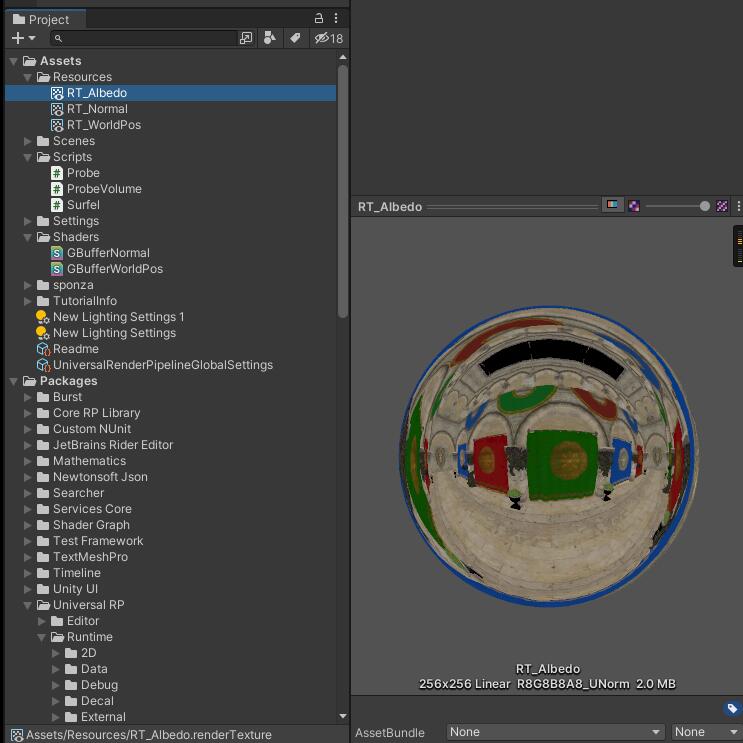 Project
18
Assets
Resources
RT_Albedo
RT_Normal
RT_WorldPos
Scenes
Scripts
Probe
ProbeVolume
Surfel
Settings
Shaders
GBufferNormal
GBufferWorldPos
sponza
TutorialInfo
New Lighting Settings 1
New Lighting Settings
Readme
UniversalRenderPipelineGlobalSettings
Packages
Burst
Core RP Library
Custom NUnit
JetBrains Rider Editor
Mathematics
Newtonsoft Json
Searcher
Services Core
Shader Graph
Test Framework
TextMeshPro
Timeline
Unity UI
Universal RP
Editor
Runtime
2D
Data
Debug
Decal
External
Assets/Resources/RT_Albedo.renderTexture
RT_Albedo
RT_Albedo
256x256 Linear R8G8B8A8_UNorm 2.0 MB
AssetBundle None None